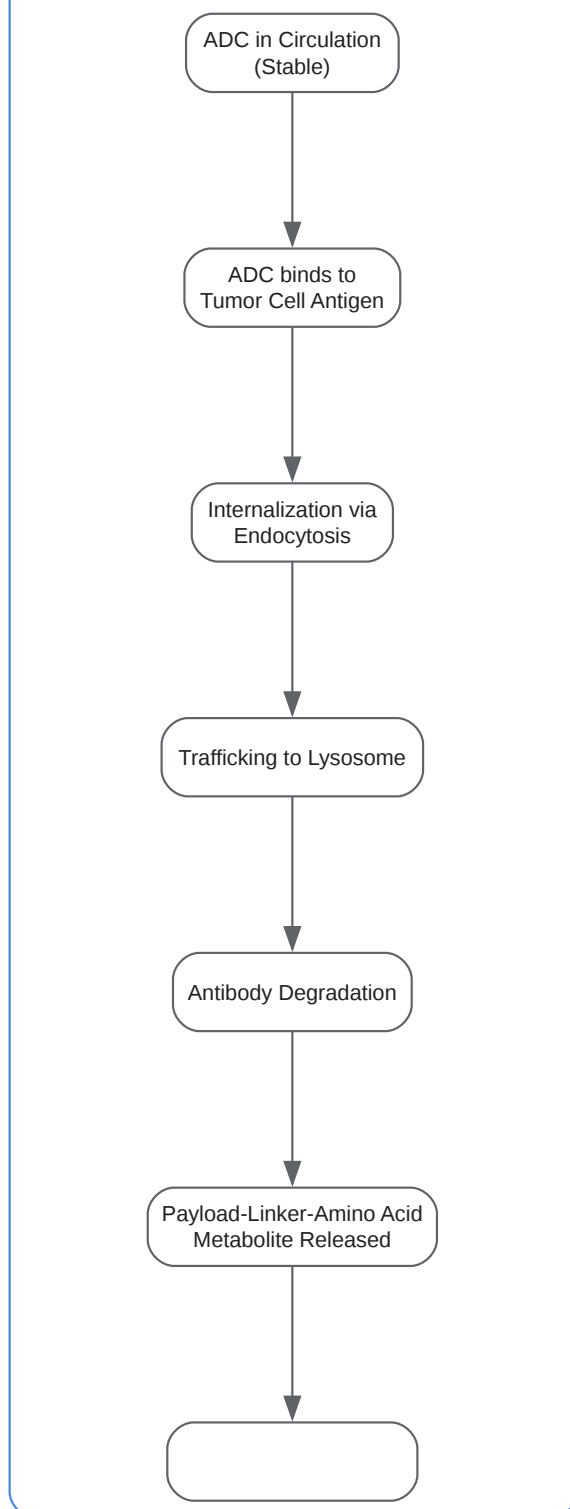 ADC in Circulation
(Stable)
ADC binds to
Tumor Cell Antigen
Internalization via
Endocytosis
Trafficking to Lysosome
Antibody Degradation
Payload-Linker-Amino Acid
Metabolite Released